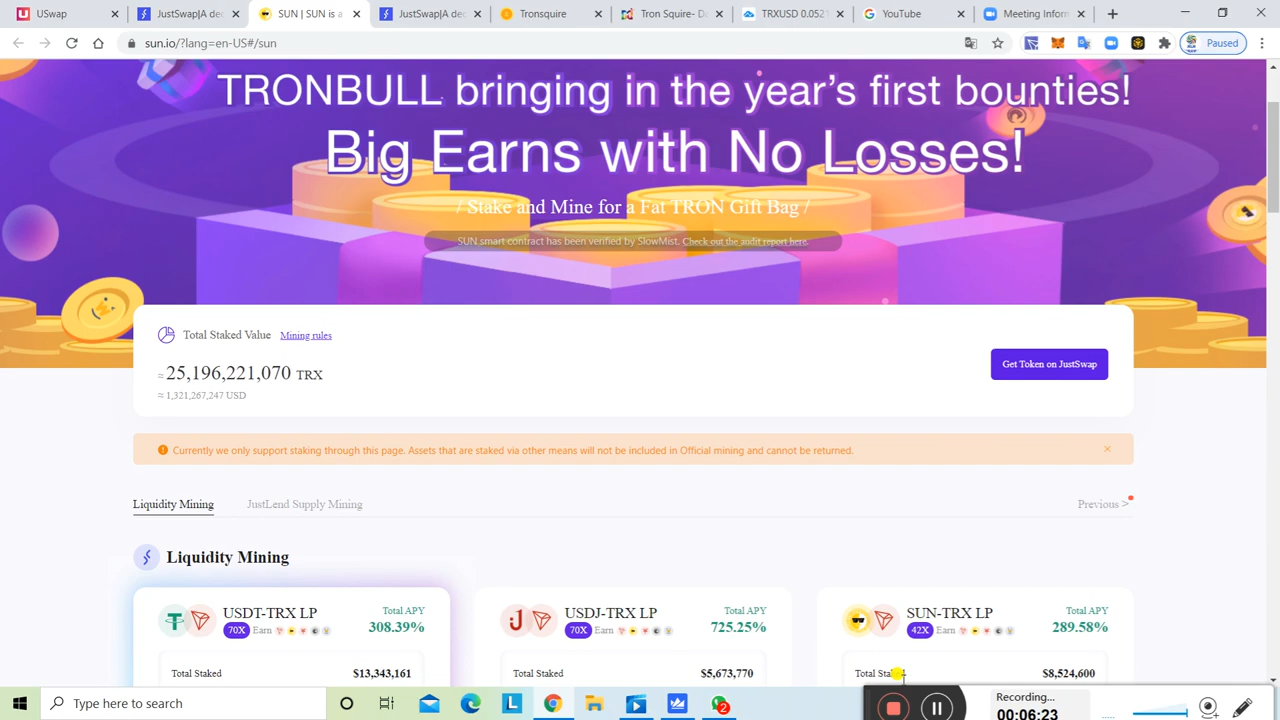 USwap
JustSwap|A dec
SUN | SUN is a
JustSwap|A dec
Tronsquire
Tron Squire- Do
TRXUSD 0.0521
YouTube
Meeting Inform
sun.io/?lang=en-US#/sun
Paused
TRONBULL bringing in the year's first bounties!
Big Earns with No Losses!
/ Stake and Mine for a Fat TRON Gift Bag /
SUN smart contract has been verified by SlowMist. Check out the audit report here.
Total Staked Value Mining rules
≈ 25,196,221,070 TRX
≈ 1,321,267,247 USD
Get Token on JustSwap
Currently we only support staking through this page. Assets that are staked via other means will not be included in Official mining and cannot be returned.
Liquidity Mining JustLend Supply Mining Previous >
Liquidity Mining
USDT-TRX LP Total APY
70X Earn 308.39%
Total Staked $13,343,161
USDJ-TRX LP Total APY
70X Earn 725.25%
Total Staked $5,673,770
SUN-TRX LP Total APY
42X Earn 289.58%
Total Staked $8,524,600
Type here to search
2
Recording...
00:06:23